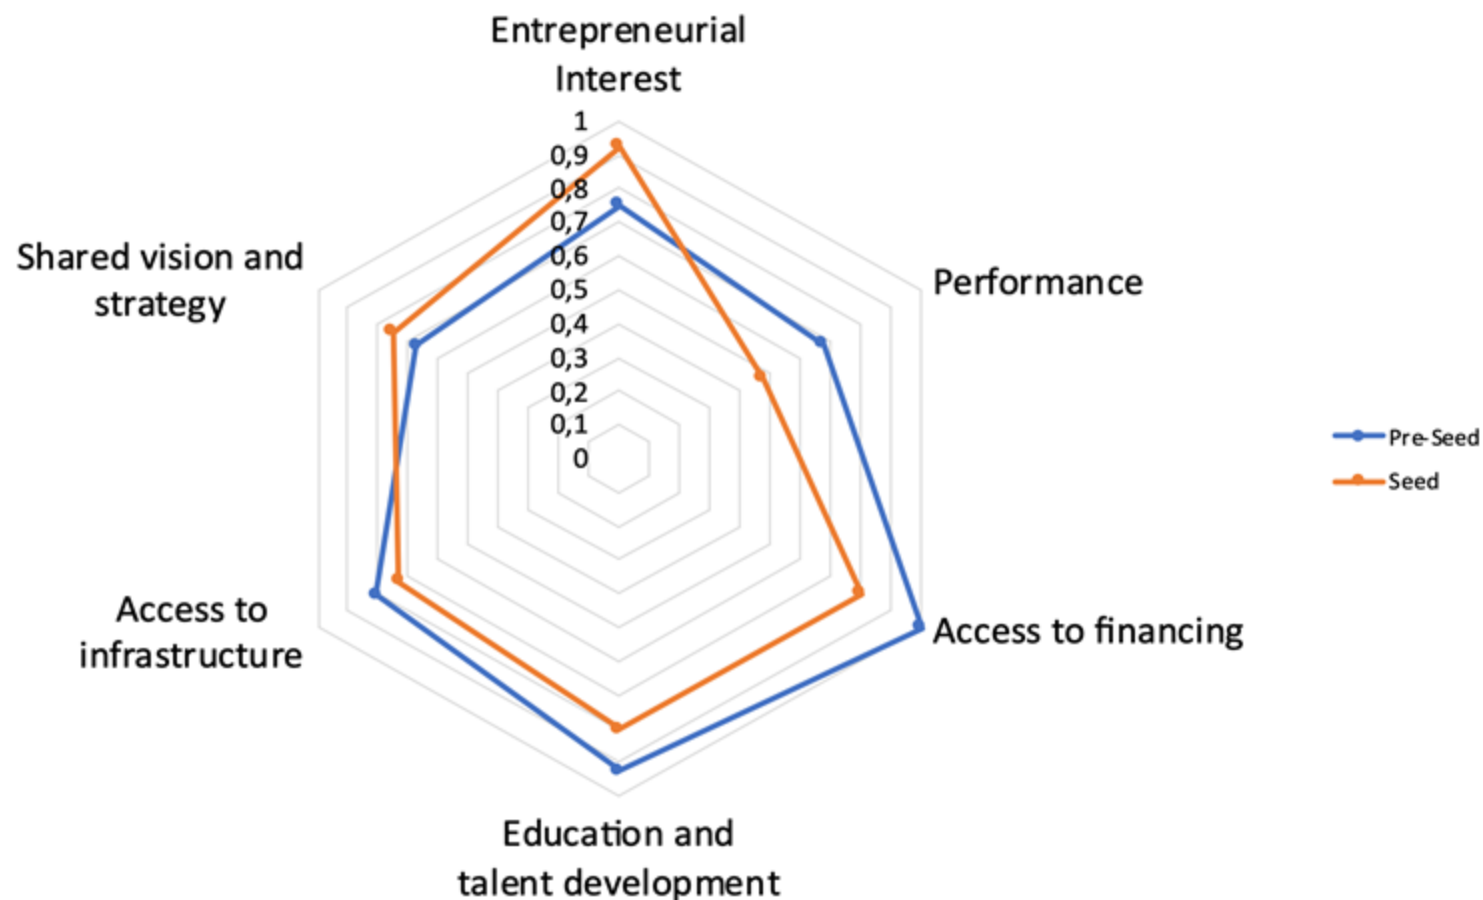 Entrepreneurial
Interest
1
0,9
0,8
0,7
0,6
0,5
0,4
0,3
0,2
0,1
0
Shared vision and
strategy
Performance
Pre-Seed
Seed
Access to
infrastructure
Access to financing
Education and
talent development